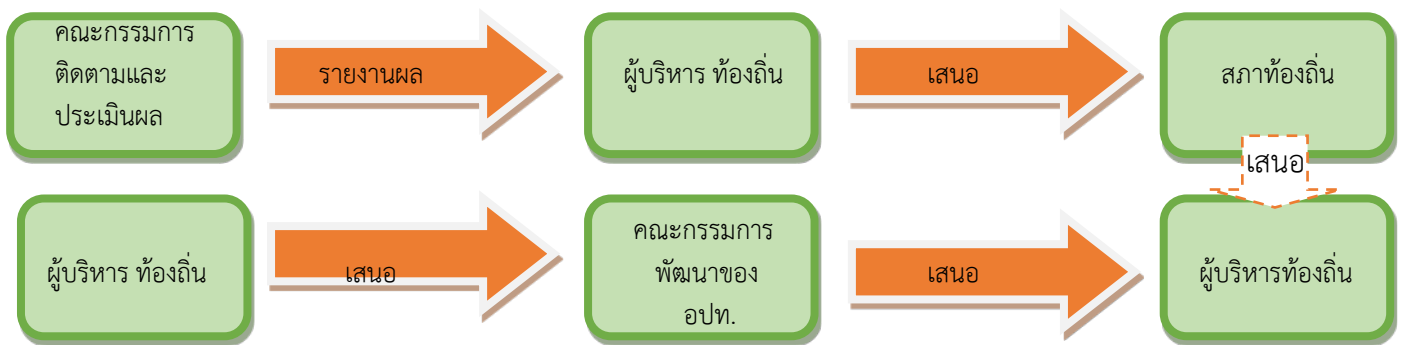 คณะกรรมการ
ติดตามและ
ประเมินผล
รายงานผล
ผู้บริหาร ท้องถิ่น
เสนอ
สภาท้องถิ่น
เสนอ
ผู้บริหาร ท้องถิ่น
เสนอ
คณะกรรมการ
พัฒนาของ
อปท.
เสนอ
ผู้บริหารท้องถิ่น